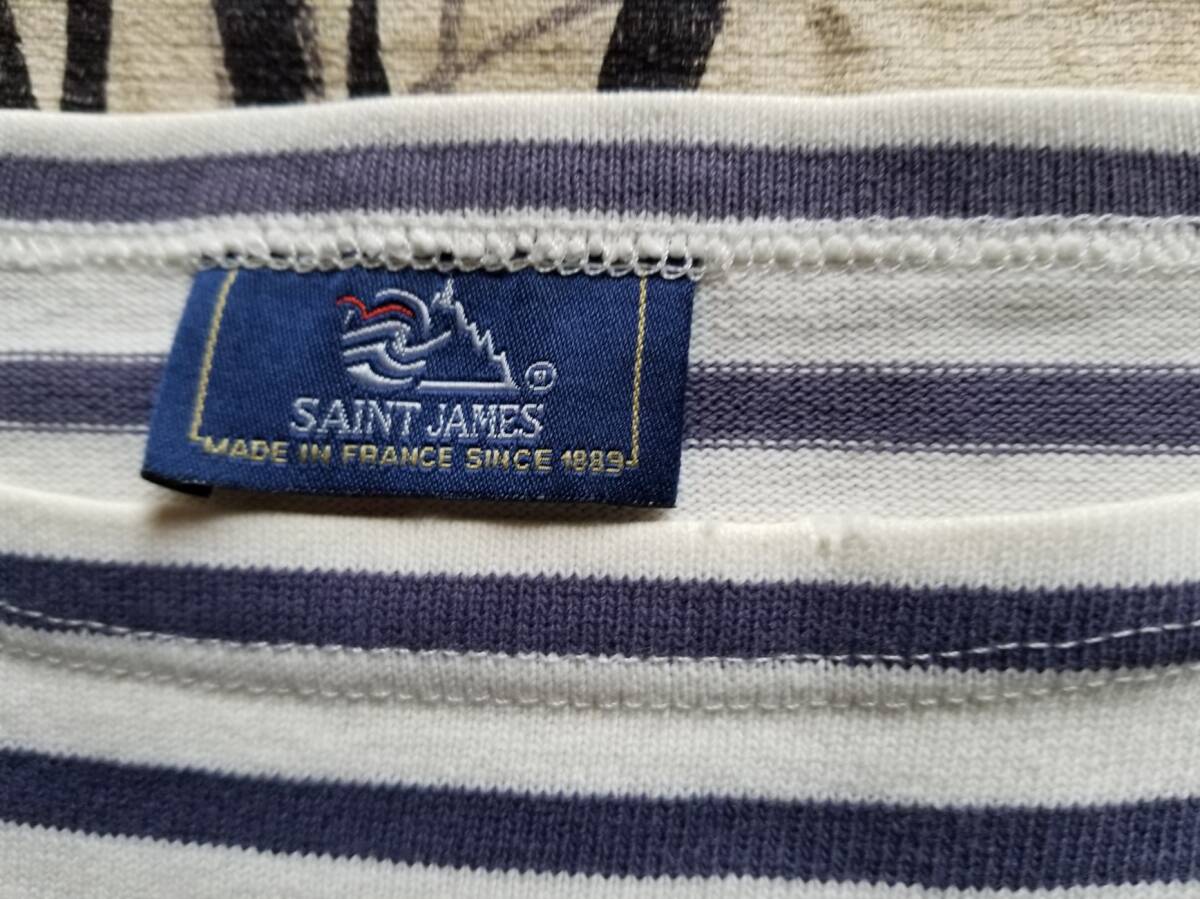 ®
SAINT JAMES
MADE IN FRANCE SINCE 1889